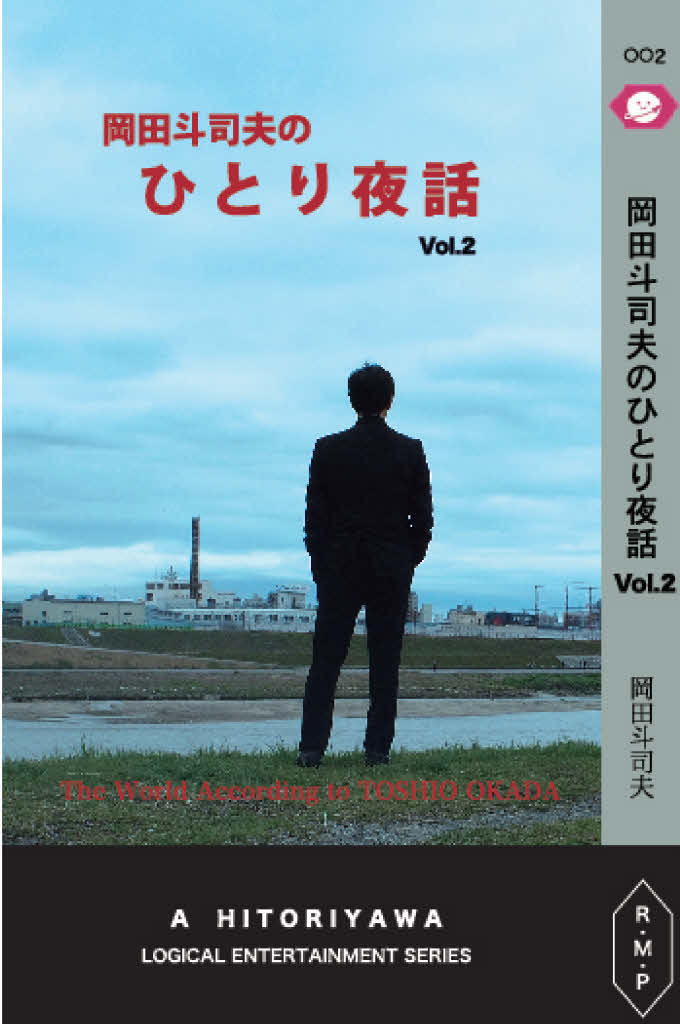 岡田斗司夫の
ひとり夜話
Vol.2
The World According to TOSHIO OKADA
A HITORIYAWA
LOGICAL ENTERTAINMENT SERIES
002
岡田斗司夫のひとり夜話
Vol.2
岡田斗司夫
R・M・P